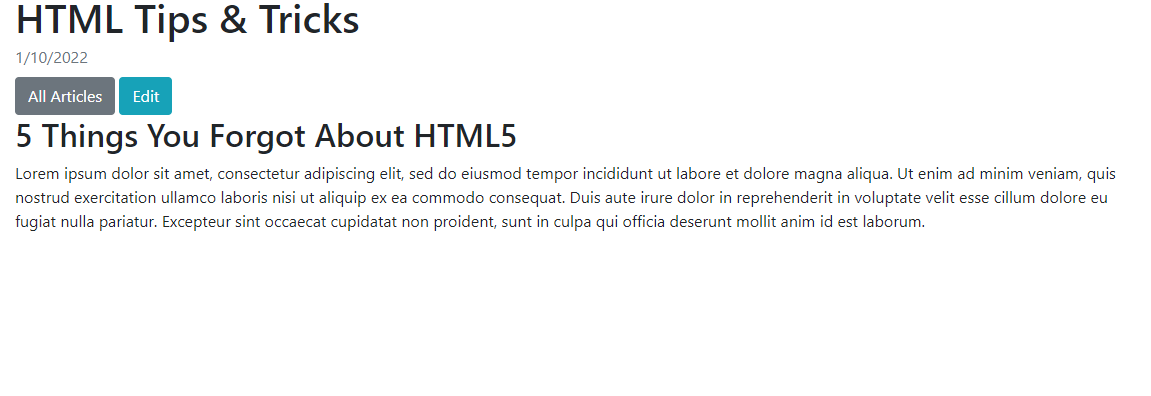 HTML Tips & Tricks
1/10/2022
All Articles Edit
5 Things You Forgot About HTML5
Lorem ipsum dolor sit amet, consectetur adipiscing elit, sed do eiusmod tempor incididunt ut labore et dolore magna aliqua. Ut enim ad minim veniam, quis
nostrud exercitation ullamco laboris nisi ut aliquip ex ea commodo consequat. Duis aute irure dolor in reprehenderit in voluptate velit esse cillum dolore eu
fugiat nulla pariatur. Excepteur sint occaecat cupidatat non proident, sunt in culpa qui officia deserunt mollit anim id est laborum.